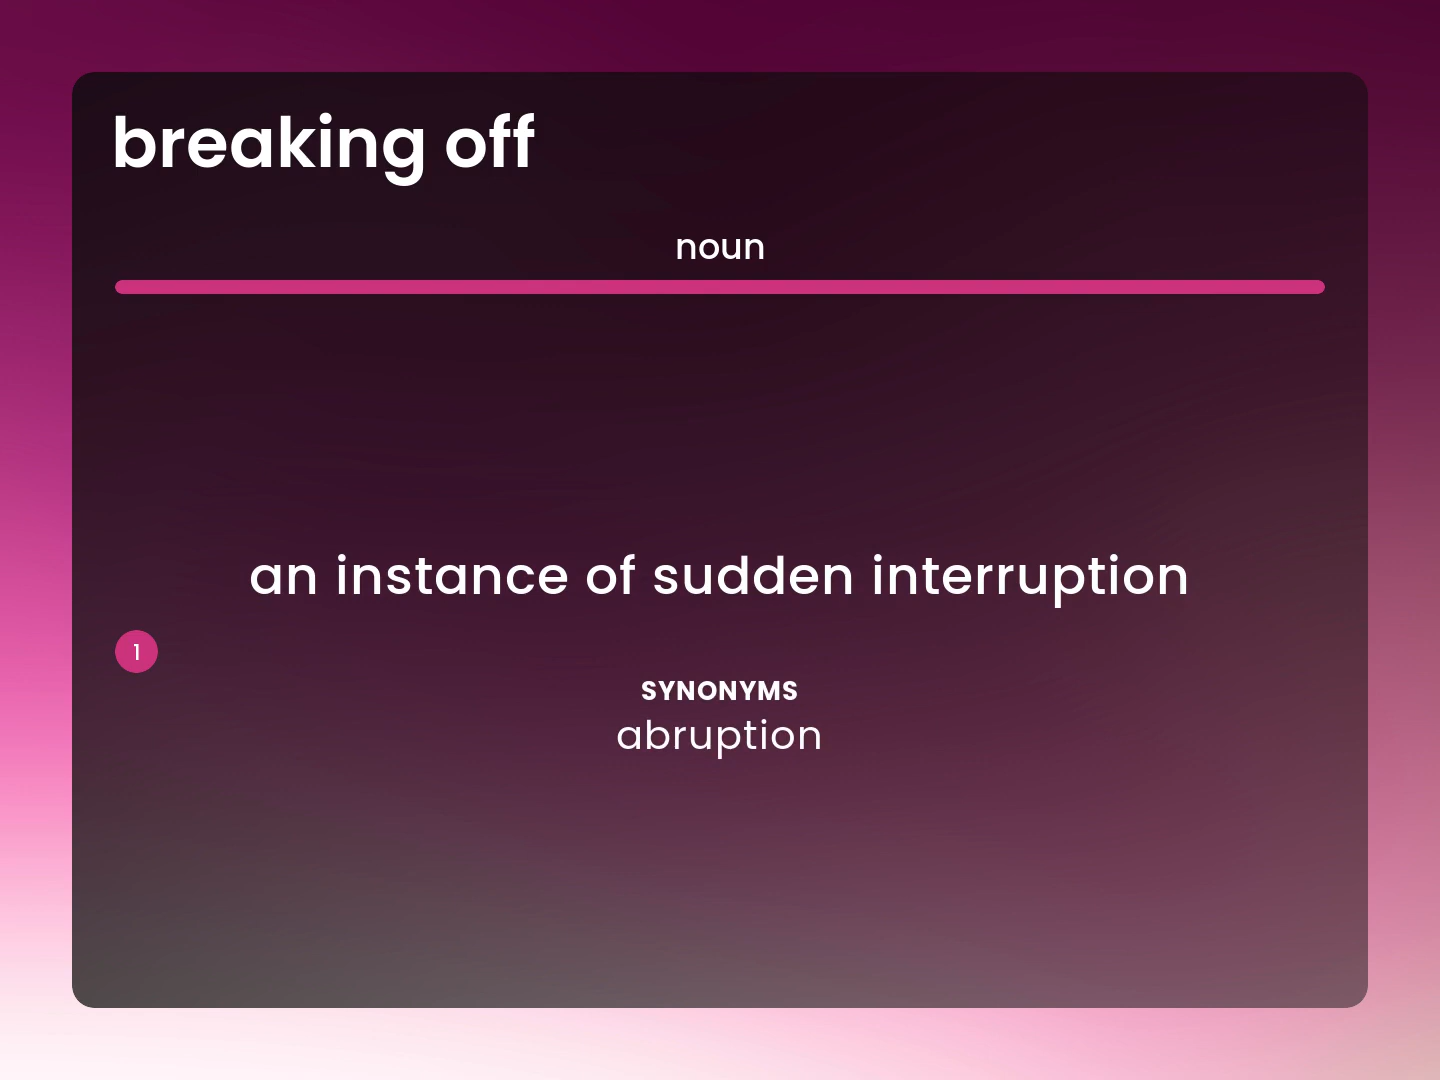 breaking off
noun
an instance of sudden interruption
1
SYNONYMS
abruption